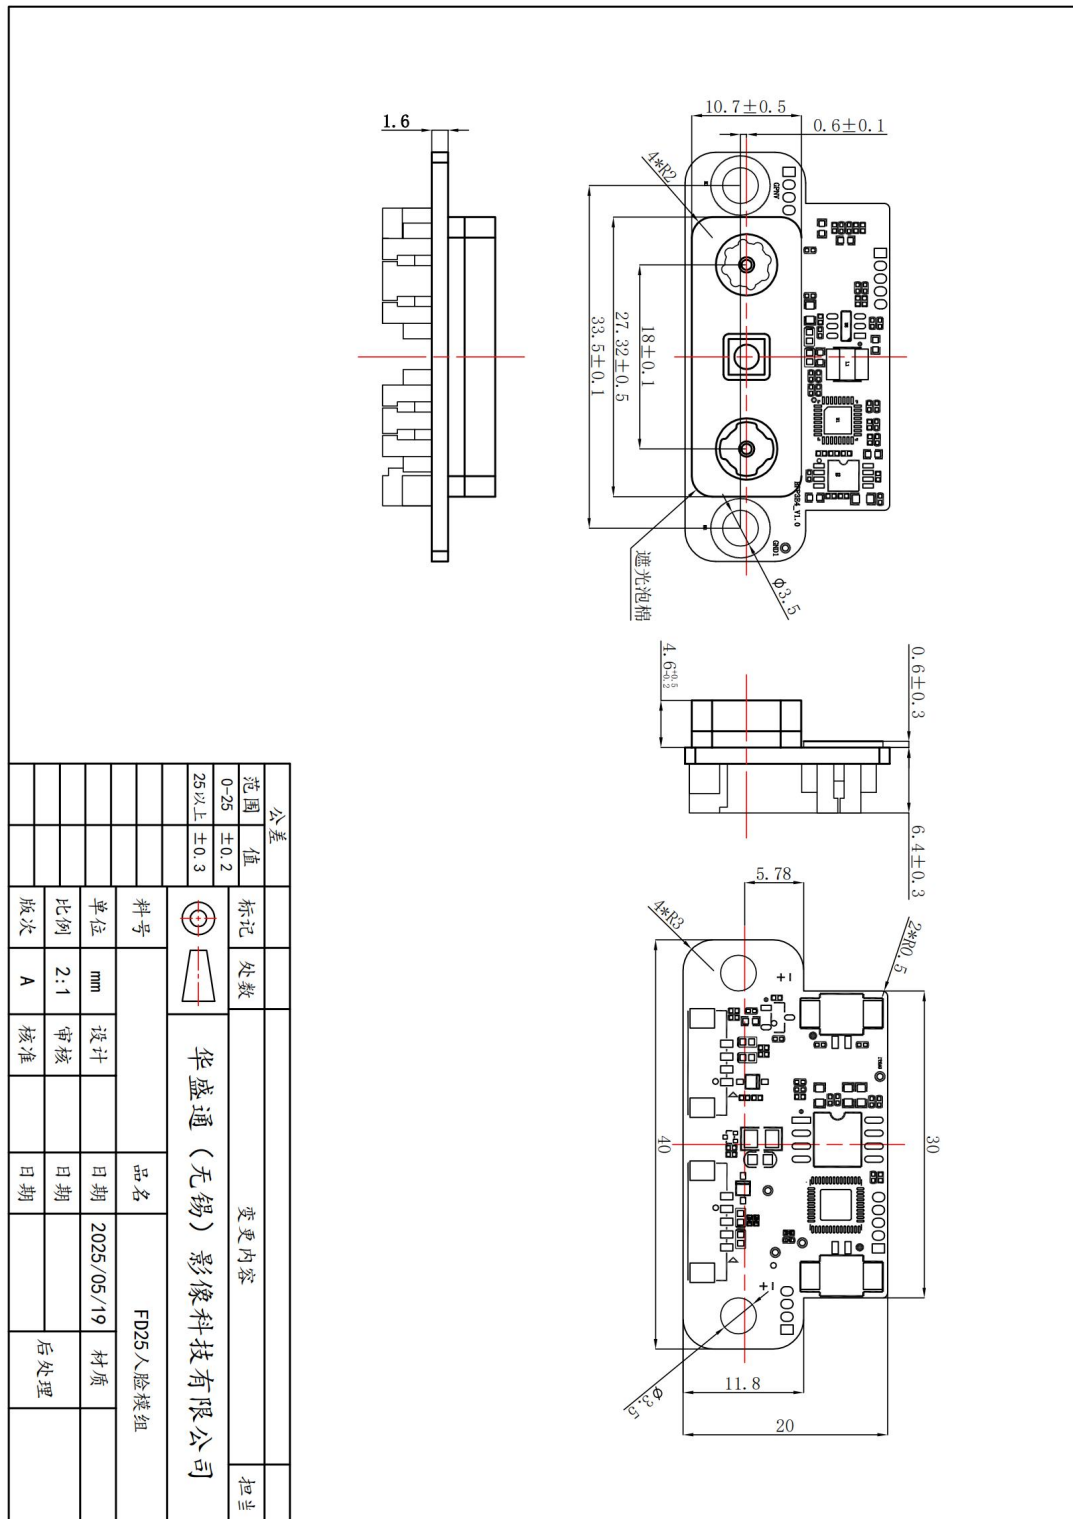 1.6
10.7±0.5
0.6±0.1
4*R2
33.5±0.1
27.32±0.5
18±0.1
GND1
遮光泡棉
Φ3.5
4.6+0.5-0.2
0.6±0.3
6.4±0.3
5.78
4*R3
2*R0.5
40
30
Φ3.5
11.8
20
公差
范围 值
0-25 ±0.2
25以上 ±0.3
标记 处数 变更内容
华盛通（无锡）影像科技有限公司
料号 品名 FD25人脸模组
单位 mm 设计 日期 2025/05/19 材质
比例 2:1 审核 日期 后处理
版次 A 核准 日期